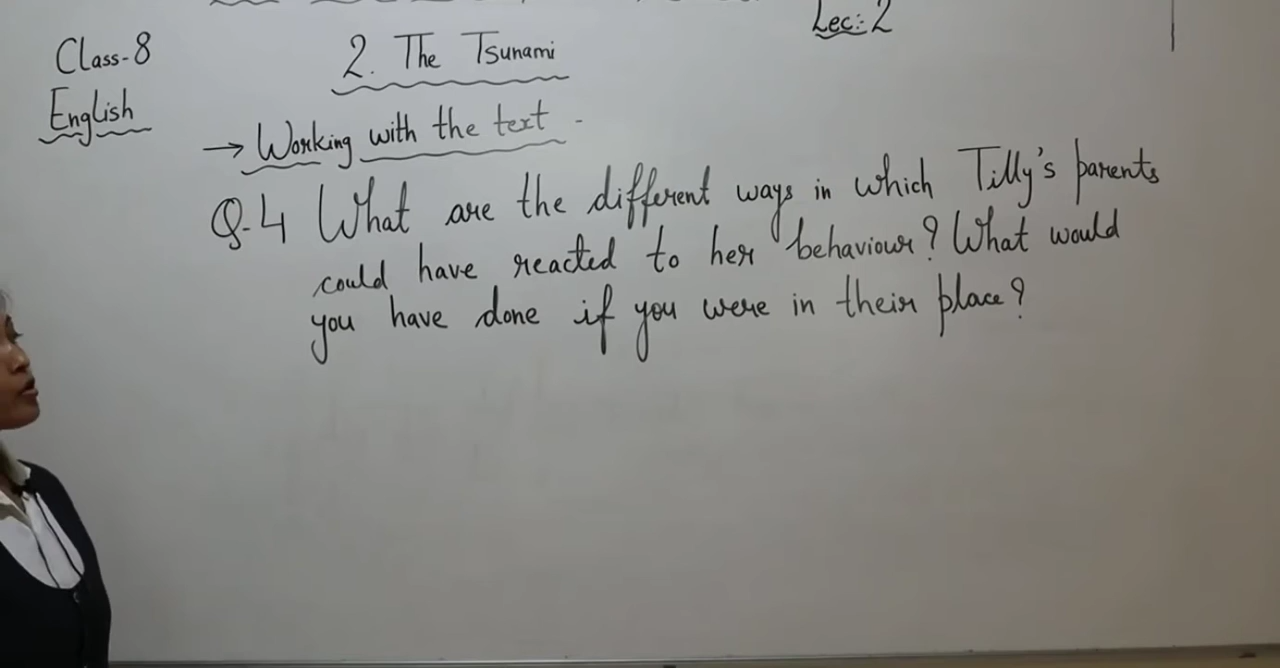 Lec: 2
Class-8
2. The Tsunami
English
→ Working with the text -
Q-4 What are the different ways in which Tilly's parents
could have reacted to her behaviour? What would
you have done if you were in their place?